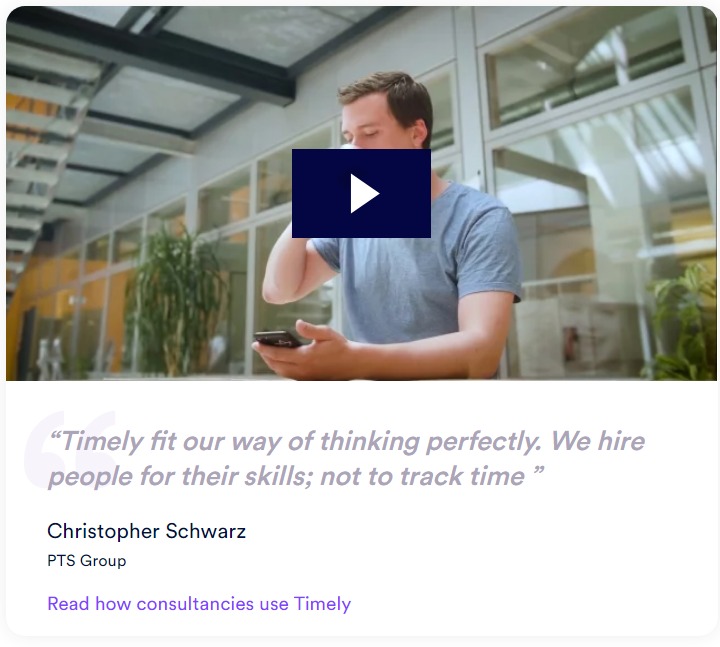 “Timely fit our way of thinking perfectly. We hire
people for their skills; not to track time ”
Christopher Schwarz
PTS Group
Read how consultancies use Timely